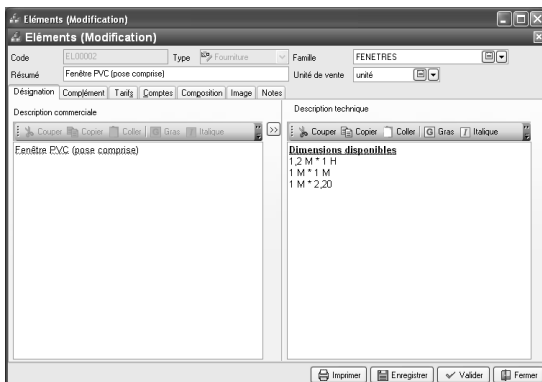 Eléments (Modification)
Eléments (Modification)
Code EL00002 Type Fourniture Famille FENETRES
Résumé Fenêtre PVC (pose comprise) Unité de vente unité
Désignation Complément Tarifs Comptes Composition Image Notes
Description commerciale
Couper Copier Coller G Gras I Italique
Fenêtre PVC (pose comprise)
>>
Description technique
Couper Copier Coller G Gras I Italique
Dimensions disponibles
1,2 M * 1 H
1 M * 1 M
1 M * 2,20
Imprimer Enregistrer Valider Fermer